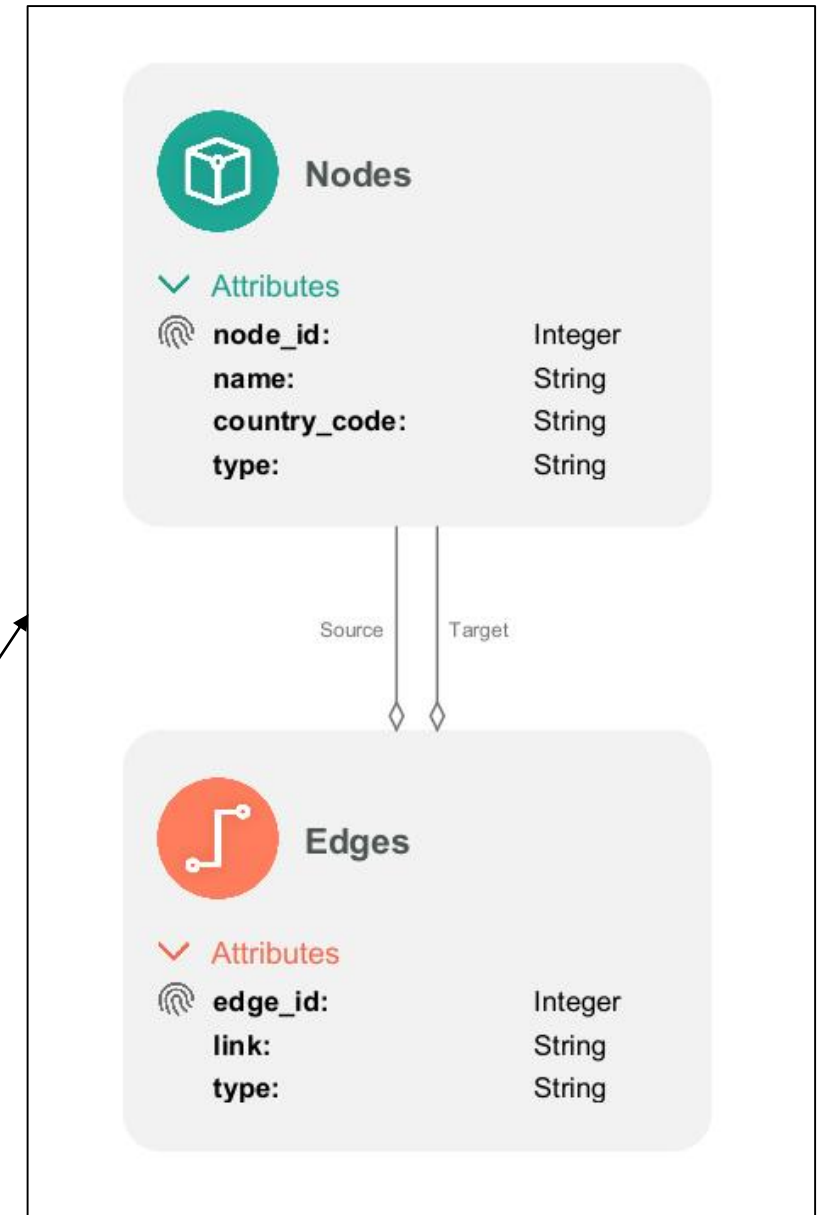 Nodes
Attributes
node_id: Integer
name: String
country_code: String
type: String
Source Target
Edges
Attributes
edge_id: Integer
link: String
type: String